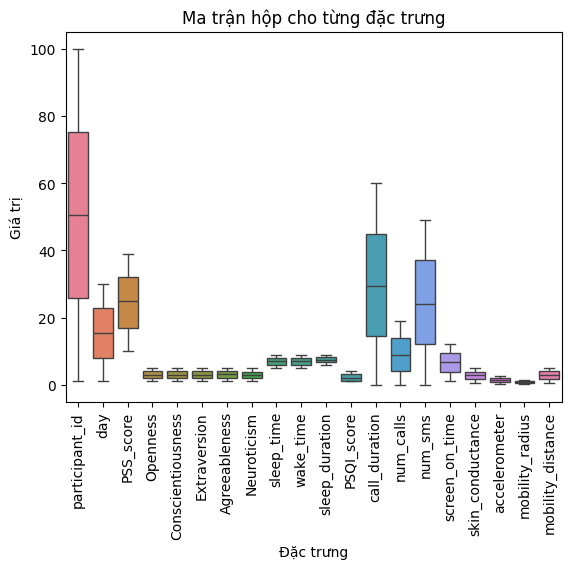 Ma trận hộp cho từng đặc trưng
Giá trị
100
80
60
40
20
0
participant_id
day
PSS_score
Openness
Conscientiousness
Extraversion
Agreeableness
Neuroticism
sleep_time
wake_time
sleep_duration
PSQI_score
call_duration
num_calls
num_sms
screen_on_time
skin_conductance
accelerometer
mobility_radius
mobility_distance
Đặc trưng